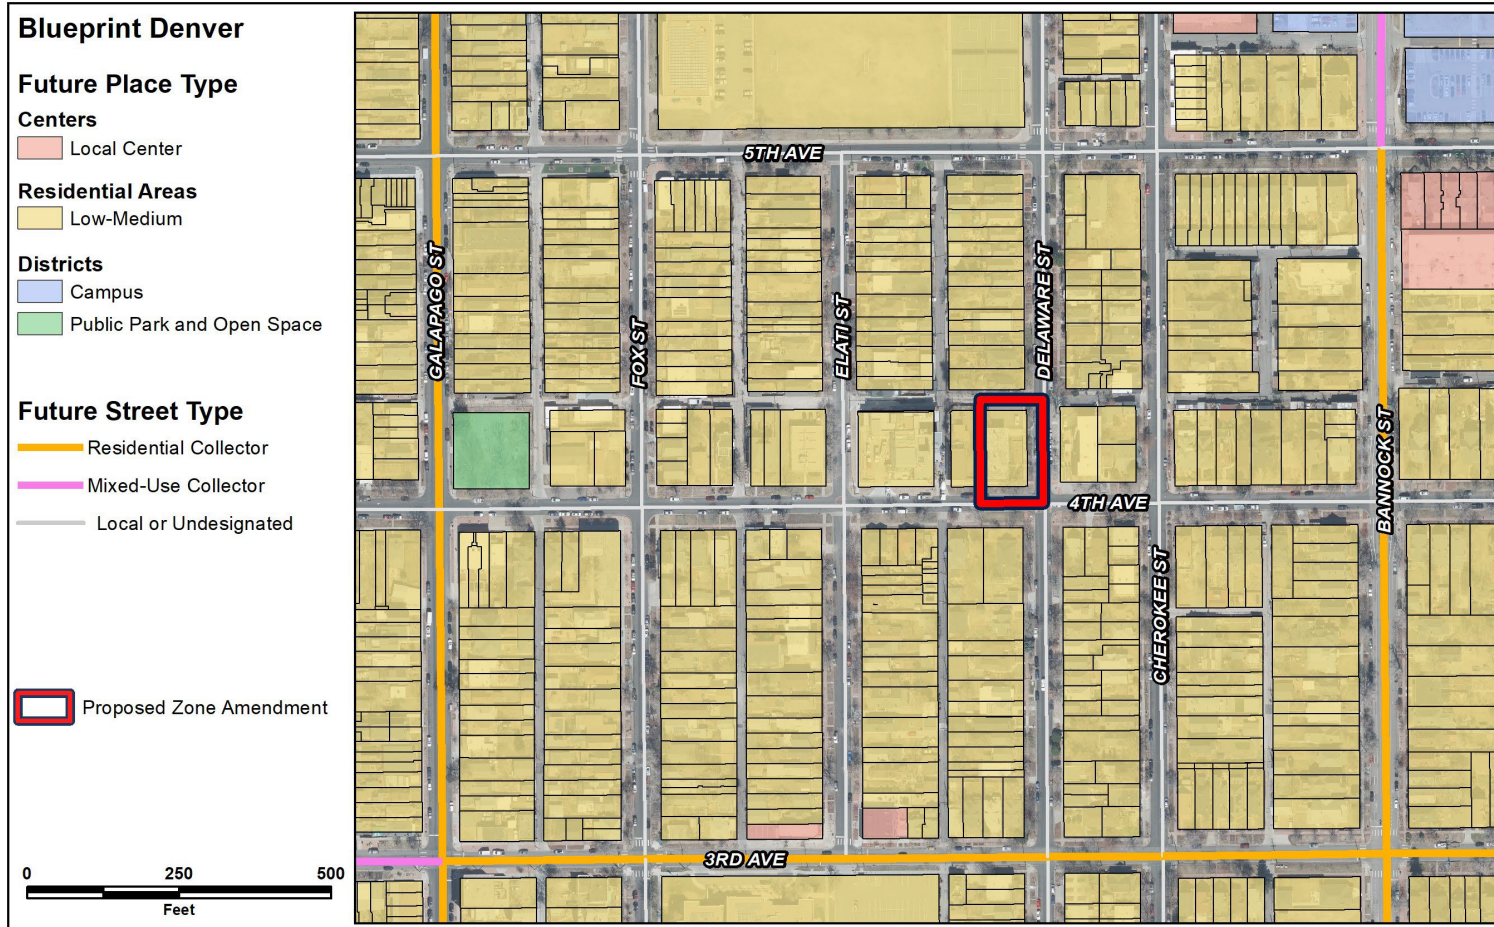 Blueprint Denver
Future Place Type
Centers
Local Center
Residential Areas
Low-Medium
Districts
Campus
Public Park and Open Space
Future Street Type
Residential Collector
Mixed-Use Collector
Local or Undesignated
Proposed Zone Amendment
0 250 500
Feet
5TH AVE
GALAPAGO ST
FOX ST
ELATI ST
DELAWARE ST
4TH AVE
BANNOCK ST
CHEROKEE ST
3RD AVE